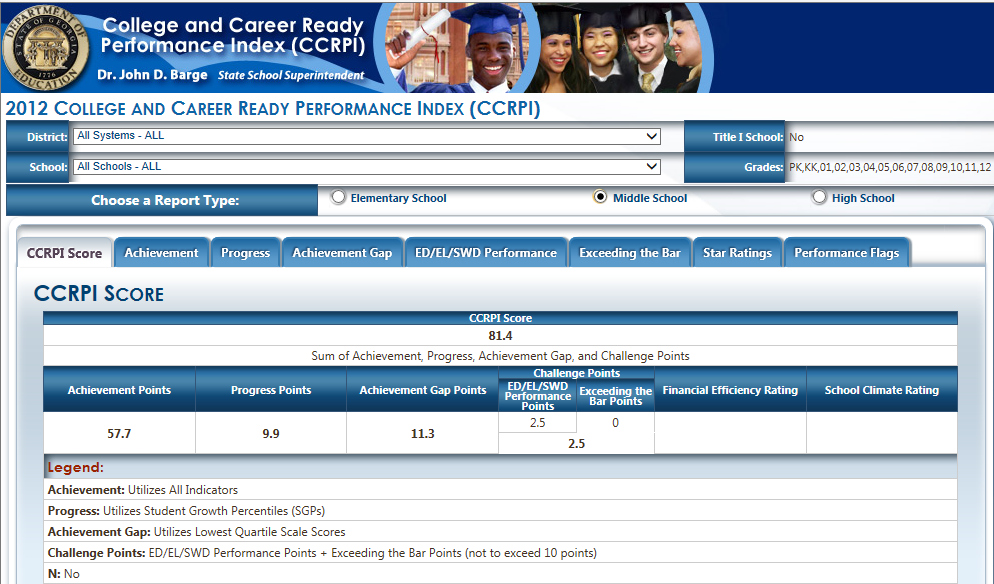 DEPARTMENT OF EDUCATION
STATE OF GEORGIA
1776
College and Career Ready
Performance Index (CCRPI)
Dr. John D. Barge State School Superintendent
2012 COLLEGE AND CAREER READY PERFORMANCE INDEX (CCRPI)
District: All Systems - ALL Title I School: No
School: All Schools - ALL Grades: PK,KK,01,02,03,04,05,06,07,08,09,10,11,12
Choose a Report Type: Elementary School Middle School High School
CCRPI Score Achievement Progress Achievement Gap ED/EL/SWD Performance Exceeding the Bar Star Ratings Performance Flags
CCRPI SCORE
CCRPI Score
81.4
Sum of Achievement, Progress, Achievement Gap, and Challenge Points
Achievement Points Progress Points Achievement Gap Points Challenge Points Financial Efficiency Rating School Climate Rating
ED/EL/SWD Performance Points Exceeding the Bar Points
2.5 0
57.7 9.9 11.3 2.5
Legend:
Achievement: Utilizes All Indicators
Progress: Utilizes Student Growth Percentiles (SGPs)
Achievement Gap: Utilizes Lowest Quartile Scale Scores
Challenge Points: ED/EL/SWD Performance Points + Exceeding the Bar Points (not to exceed 10 points)
N: No